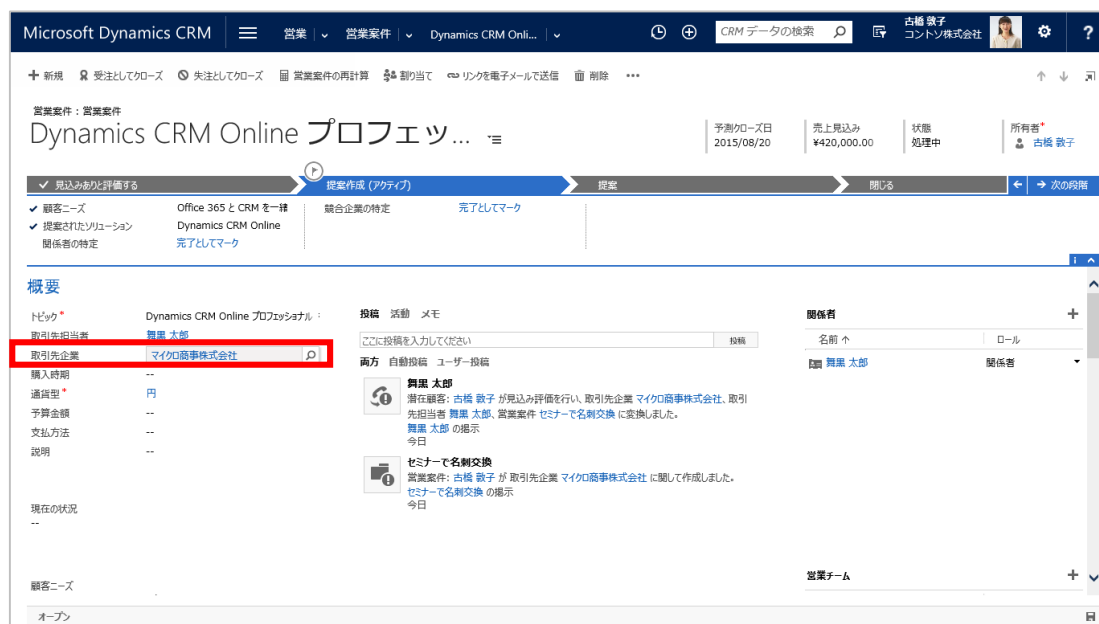 Microsoft Dynamics CRM 営業 営業案件 Dynamics CRM Onli... CRM データの検索 古橋 敦子 ?
コントソ株式会社
新規 受注としてクローズ 失注としてクローズ 営業案件の再計算 割り当て リンクを電子メールで送信 削除 •••
営業案件 : 営業案件
Dynamics CRM Online プロフェッツ...
予測クローズ日 売上見込み 状態 所有者*
2015/08/20 ¥420,000.00 処理中 古橋 敦子
見込みありと評価する 提案作成 (アクティブ) 提案 閉じる 次の段階
顧客ニーズ Office 365 と CRM を一緒 競合企業の特定 完了としてマーク
提案されたソリューション Dynamics CRM Online
関係者の特定 完了としてマーク
概要
トピック* Dynamics CRM Online プロフェッショナル
取引先担当者 舞黒 太郎
取引先企業 マイクロ商事株式会社
購入時期 --
通貨型* 円
予算金額 --
支払方法 --
説明 --
現在の状況
--
顧客ニーズ
投稿 活動 メモ
ここに投稿を入力してください 投稿
両方 自動投稿 ユーザー投稿
舞黒 太郎
潜在顧客: 古橋 敦子 が見込み評価を行い、取引先企業 マイクロ商事株式会社、取引
先担当者 舞黒 太郎、営業案件 セミナーで名刺交換 に変換しました。
舞黒 太郎 の掲示
今日
セミナーで名刺交換
営業案件: 古橋 敦子 が 取引先企業 マイクロ商事株式会社 に関して作成しました。
セミナーで名刺交換 の掲示
今日
関係者 +
名前 ↑ ロール
舞黒 太郎 関係者
営業チーム +
オープン